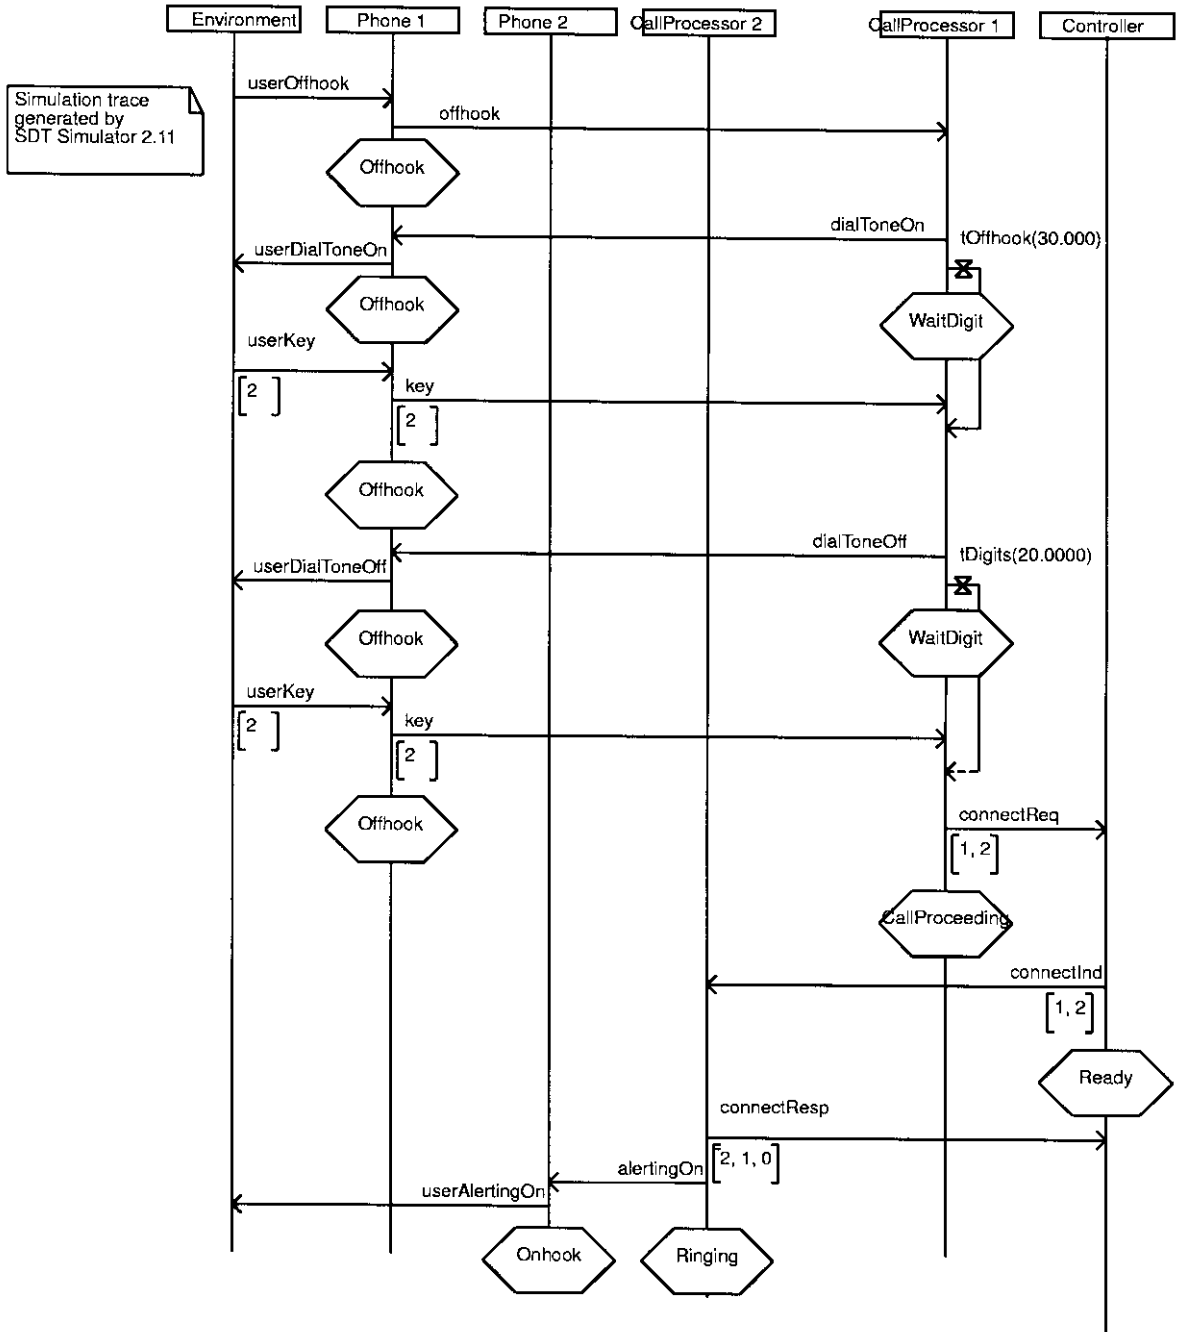 Environment
Phone 1
Phone 2
CallProcessor 2
CallProcessor 1
Controller
Simulation trace
generated by
SDT Simulator 2.11
userOffhook
offhook
Offhook
dialToneOn
tOffhook(30.000)
userDialToneOn
Offhook
WaitDigit
userKey
[2 ]
key
[2 ]
Offhook
dialToneOff
tDigits(20.0000)
userDialToneOff
Offhook
WaitDigit
userKey
[2 ]
key
[2 ]
Offhook
connectReq
[1, 2]
CallProceeding
connectInd
[1, 2]
Ready
connectResp
[2, 1, 0]
alertingOn
userAlertingOn
Onhook
Ringing